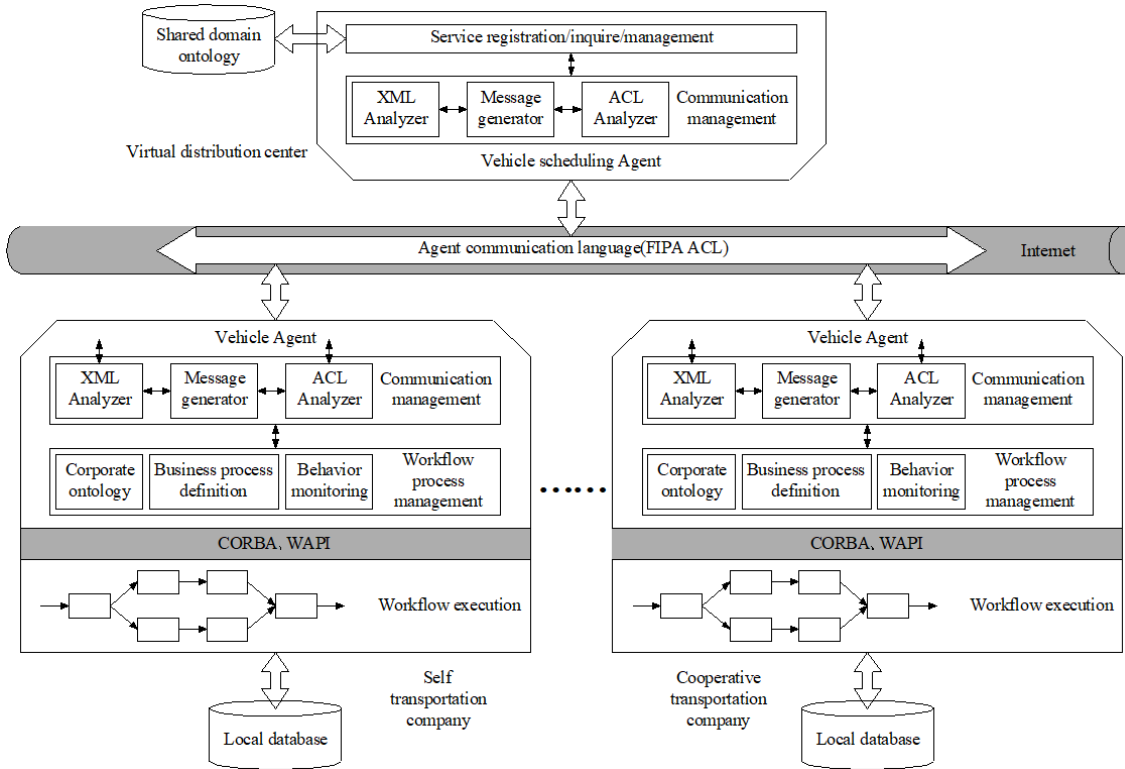 Shared domain
ontology
Service registration/inquire/management
XML
Analyzer
Message
generator
ACL
Analyzer
Communication
management
Virtual distribution center
Vehicle scheduling Agent
Agent communication language(FIPA ACL)
Internet
Vehicle Agent
XML
Analyzer
Message
generator
ACL
Analyzer
Communication
management
Corporate
ontology
Business process
definition
Behavior
monitoring
Workflow
process
management
CORBA, WAPI
Workflow execution
Self
transportation
company
Local database
……
Vehicle Agent
XML
Analyzer
Message
generator
ACL
Analyzer
Communication
management
Corporate
ontology
Business process
definition
Behavior
monitoring
Workflow
process
management
CORBA, WAPI
Workflow execution
Cooperative
transportation
company
Local database